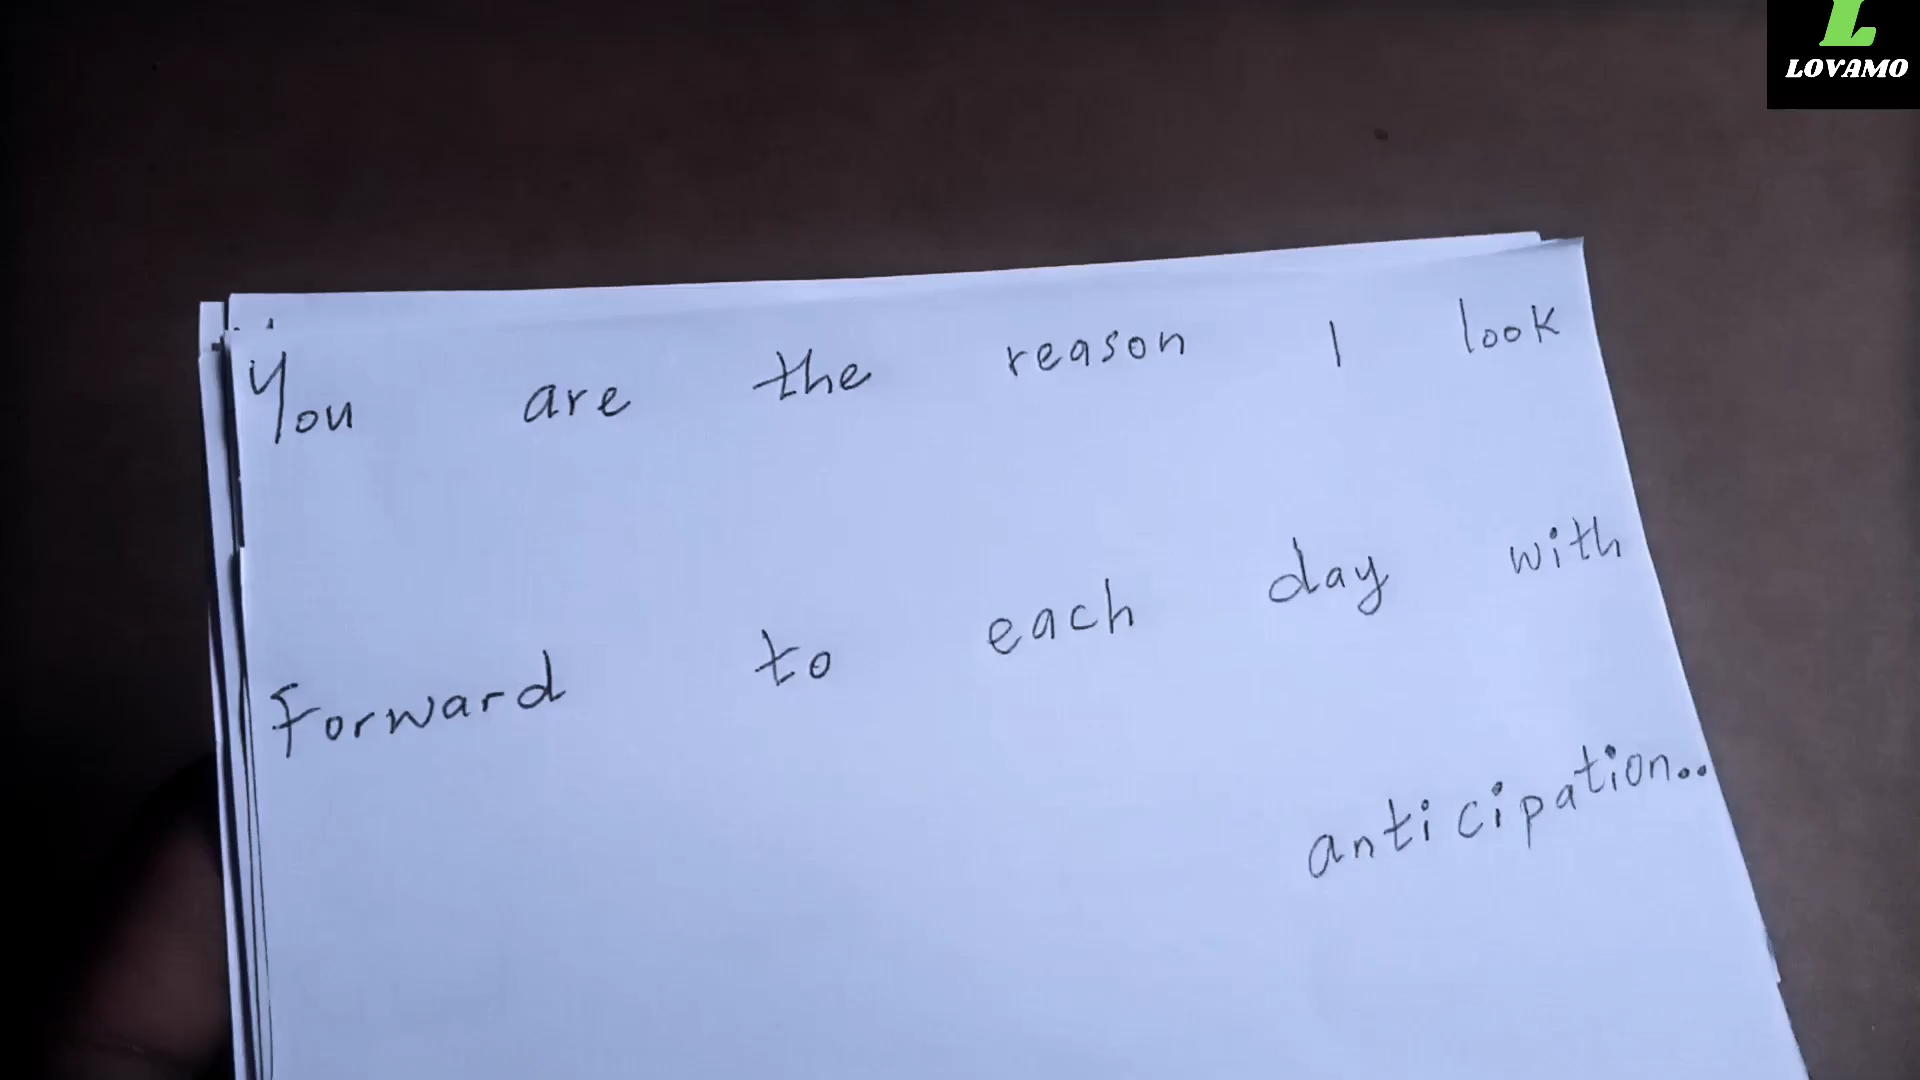 L
LOVAMO
You are the reason I look
Forward to each day with
anticipation..